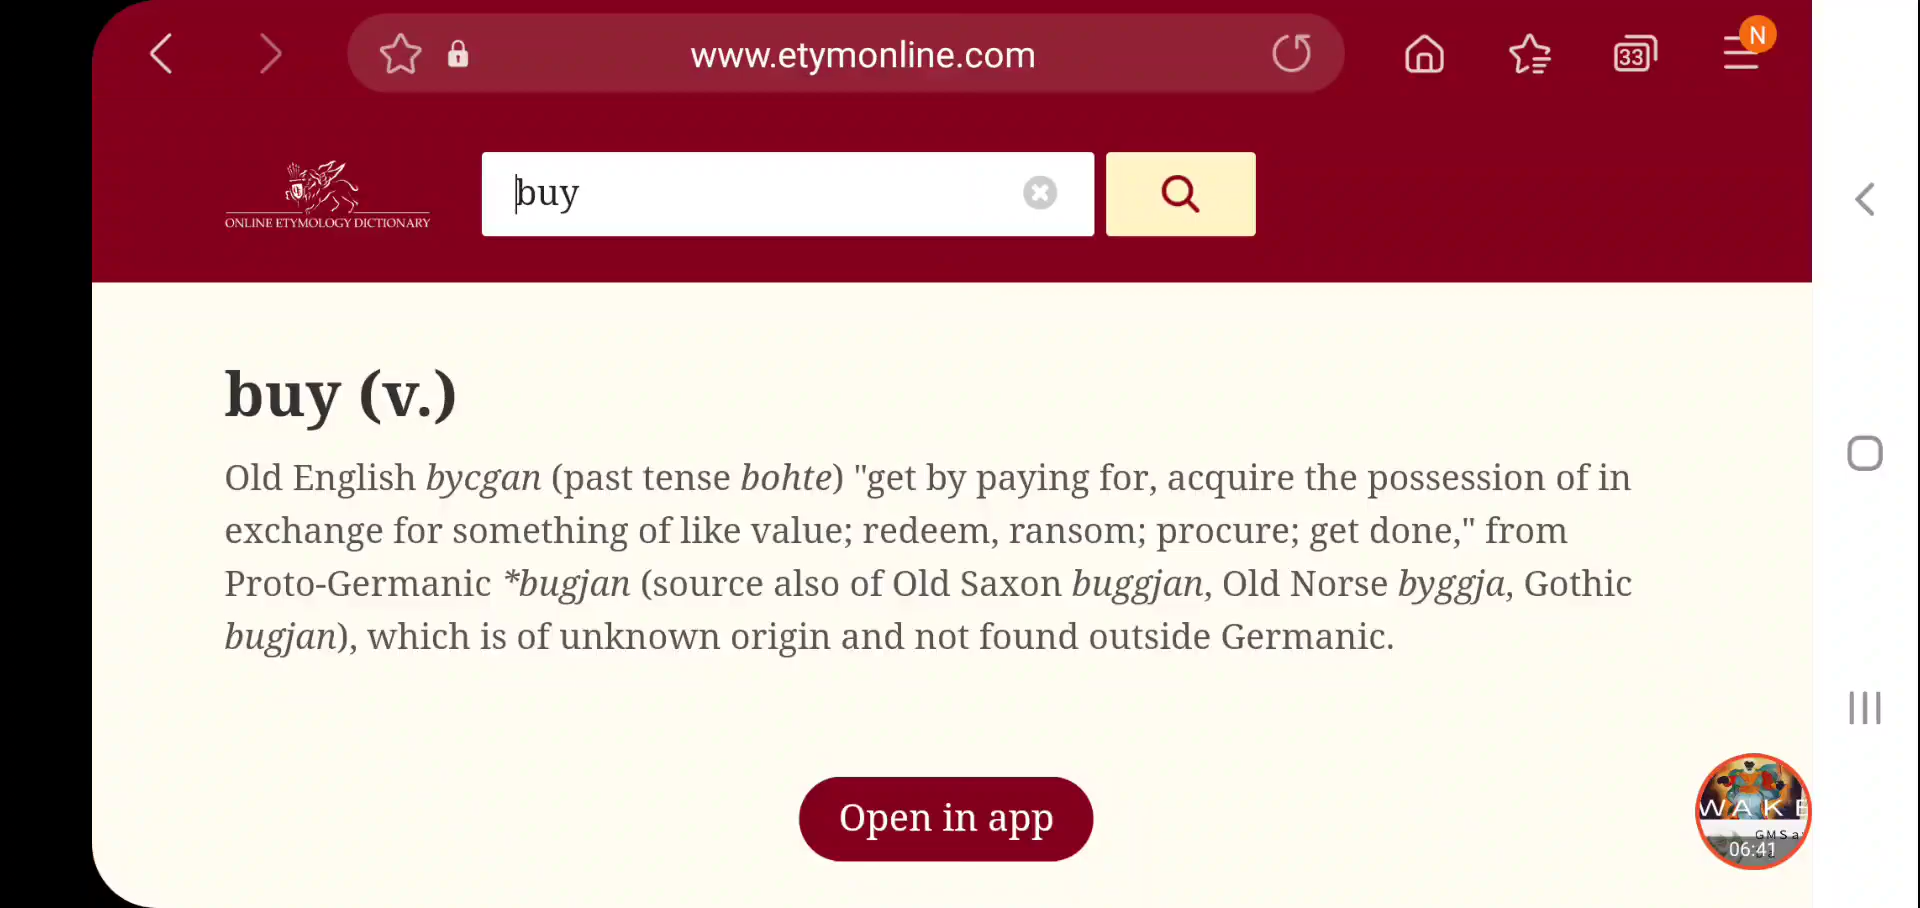 www.etymonline.com
33
N
ONLINE ETYMOLOGY DICTIONARY
buy
buy (v.)
Old English bycgan (past tense bohte) "get by paying for, acquire the possession of in
exchange for something of like value; redeem, ransom; procure; get done," from
Proto-Germanic *bugjan (source also of Old Saxon buggjan, Old Norse byggja, Gothic
bugjan), which is of unknown origin and not found outside Germanic.
Open in app
WAKE
GMS a
06:41